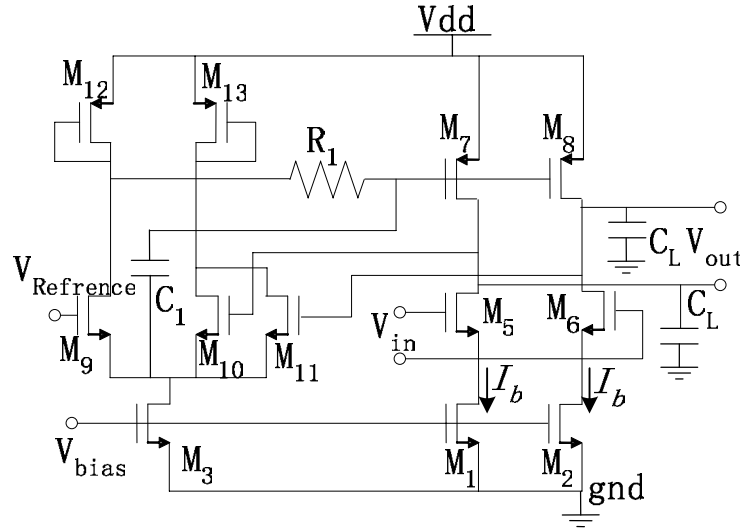 Vdd
M12
M13
R1
M7
M8
CL
Vout
VRefrence
C1
M9
M10
M11
Vin
M5
M6
CL
Ib
Ib
Vbias
M3
M1
M2
gnd